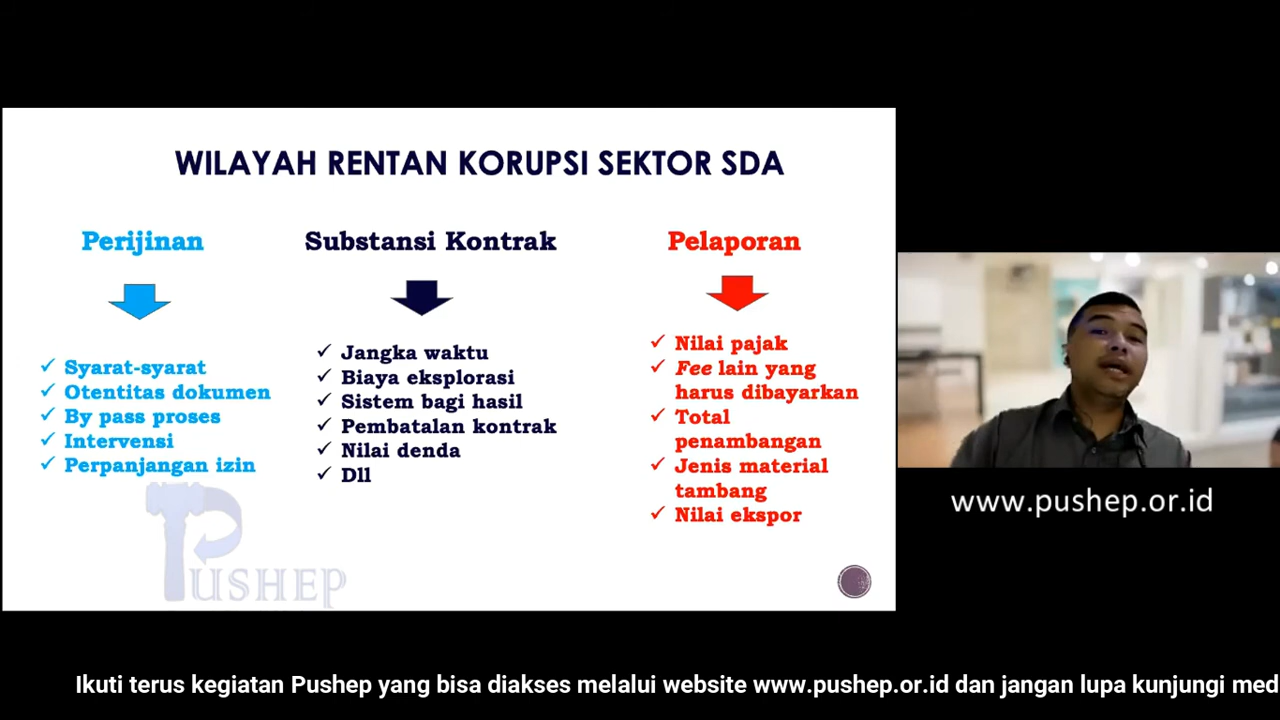 WILAYAH RENTAN KORUPSI SEKTOR SDA
Perijinan
Syarat-syarat
Otentitas dokumen
By pass proses
Intervensi
Perpanjangan izin
Substansi Kontrak
Jangka waktu
Biaya eksplorasi
Sistem bagi hasil
Pembatalan kontrak
Nilai denda
Dll
Pelaporan
Nilai pajak
Fee lain yang
harus dibayarkan
Total
penambangan
Jenis material
tambang
Nilai ekspor
PUSHEP
www.pushep.or.id
Ikuti terus kegiatan Pushep yang bisa diakses melalui website www.pushep.or.id dan jangan lupa kunjungi med